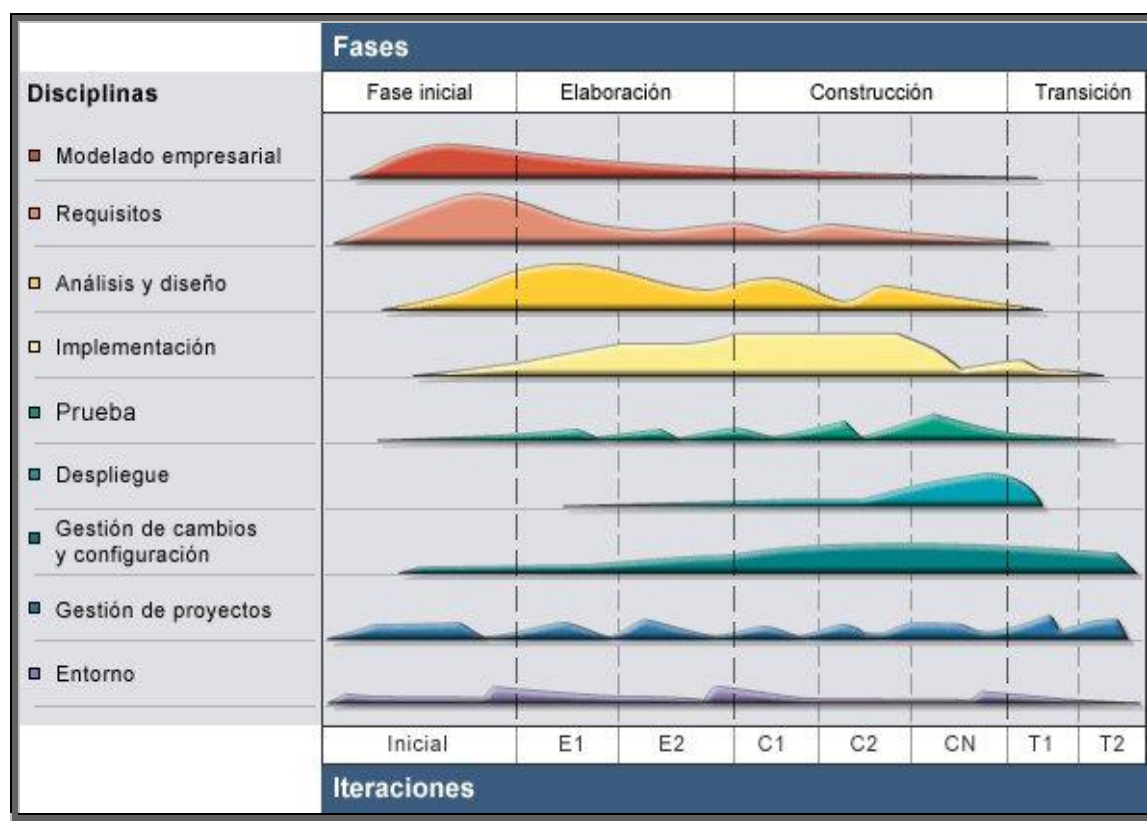 Fases
Disciplinas
Fase inicial
Elaboración
Construcción
Transición
Modelado empresarial
Requisitos
Análisis y diseño
Implementación
Prueba
Despliegue
Gestión de cambios
y configuración
Gestión de proyectos
Entorno
Inicial
E1
E2
C1
C2
CN
T1
T2
Iteraciones